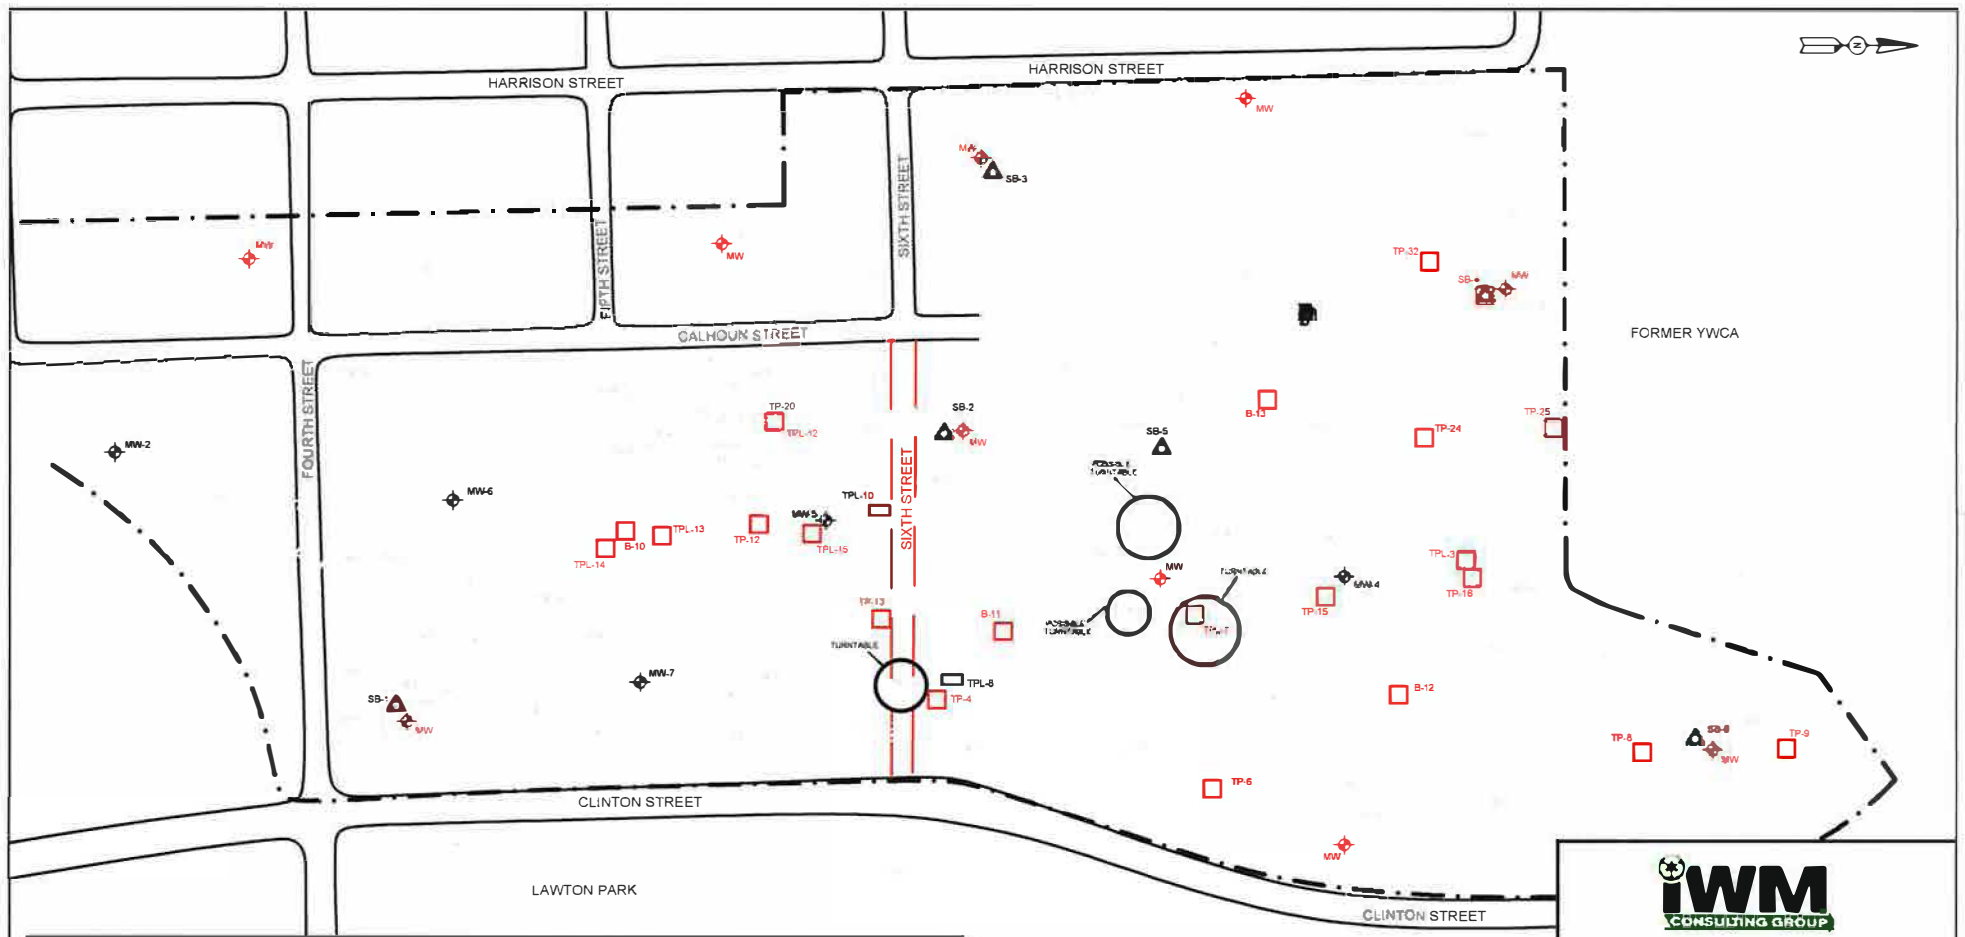 HARRISON STREET
HARRISON STREET
N
MW
MW
SB-3
SIXTH STREET
MW
MW
FIFTH STREET
TP-32
SB-
MW
CALHOUN STREET
FORMER YWCA
FOURTH STREET
TP-20
TPL-12
SB-2
MW
B-13
TP-25
TP-24
SB-5
MW-2
POSSIBLE
TURNTABLE
MW-6
TPL-10
SIXTH STREET
MW-5
TP-12
TPL-15
B-10
TPL-13
TPL-14
TPL-3
TP-16
MW
TURNTABLE
MW-4
TP-15
TP-13
B-11
POSSIBLE
TURNTABLE
TURNTABLE
MW-7
TPL-8
TP-4
B-12
SB-1
MW
TP-8
SB-6
MW
TP-9
TP-6
CLINTON STREET
MW
LAWTON PARK
CLINTON STREET
iWM
CONSULTING GROUP